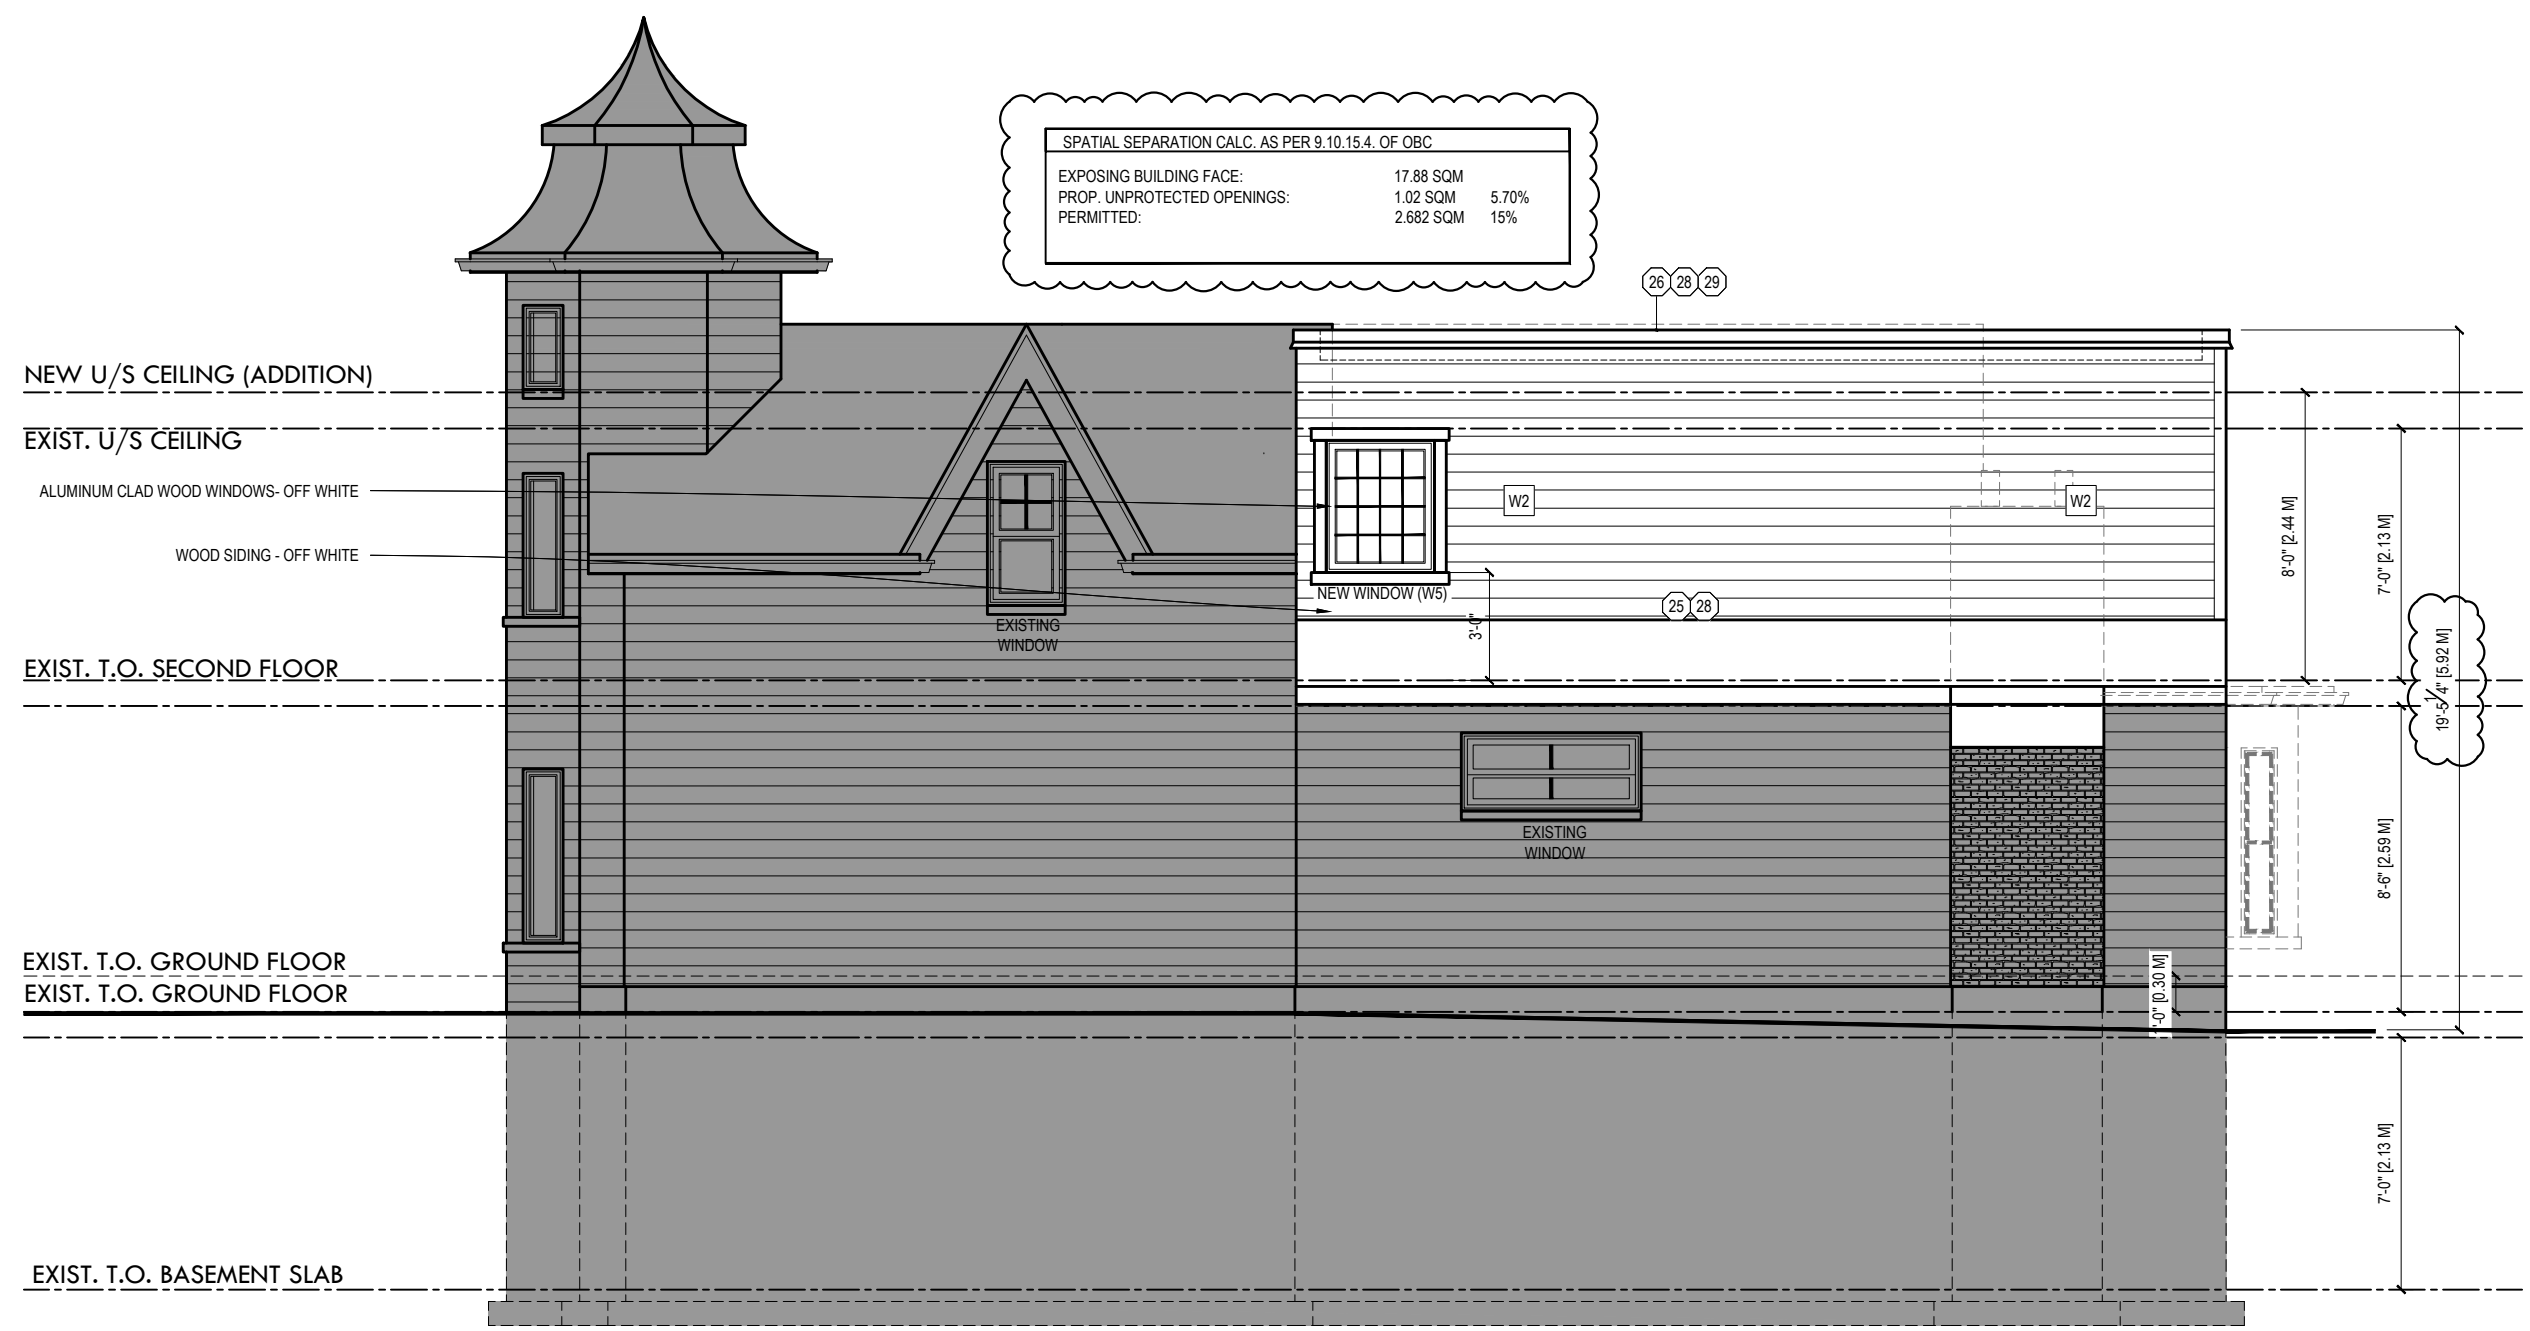 SPATIAL SEPARATION CALC. AS PER 9.10.15.4. OF OBC
EXPOSING BUILDING FACE: 17.88 SQM
PROP. UNPROTECTED OPENINGS: 1.02 SQM 5.70%
PERMITTED: 2.682 SQM 15%
26 28 29
NEW U/S CEILING (ADDITION)
EXIST. U/S CEILING
ALUMINUM CLAD WOOD WINDOWS- OFF WHITE
W2
W2
WOOD SIDING - OFF WHITE
NEW WINDOW (W5)
25 28
EXISTING
WINDOW
3'-0"
8'-0" [2.44 M]
7'-0" [2.13 M]
19'-5 1/4" [5.92 M]
EXIST. T.O. SECOND FLOOR
EXISTING
WINDOW
8'-6" [2.59 M]
EXIST. T.O. GROUND FLOOR
EXIST. T.O. GROUND FLOOR
'-0" [0.30 M]
7'-0" [2.13 M]
EXIST. T.O. BASEMENT SLAB